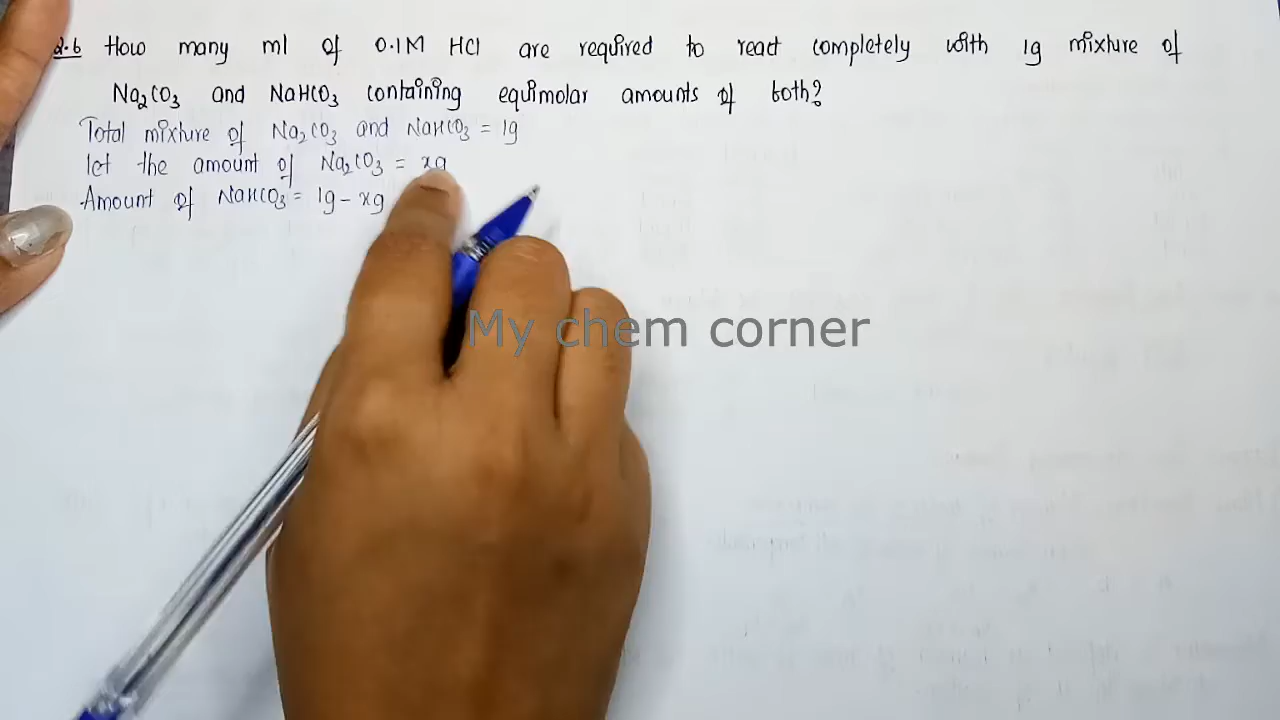 2.6 How many ml of 0.1M HCl are required to react completely with 1g mixture of
Na2CO3 and NaHCO3 containing equimolar amounts of both?
Total mixture of Na2CO3 and NaHCO3 = 1g
let the amount of Na2CO3 = xg
Amount of NaHCO3 = 1g - xg
My chem corner